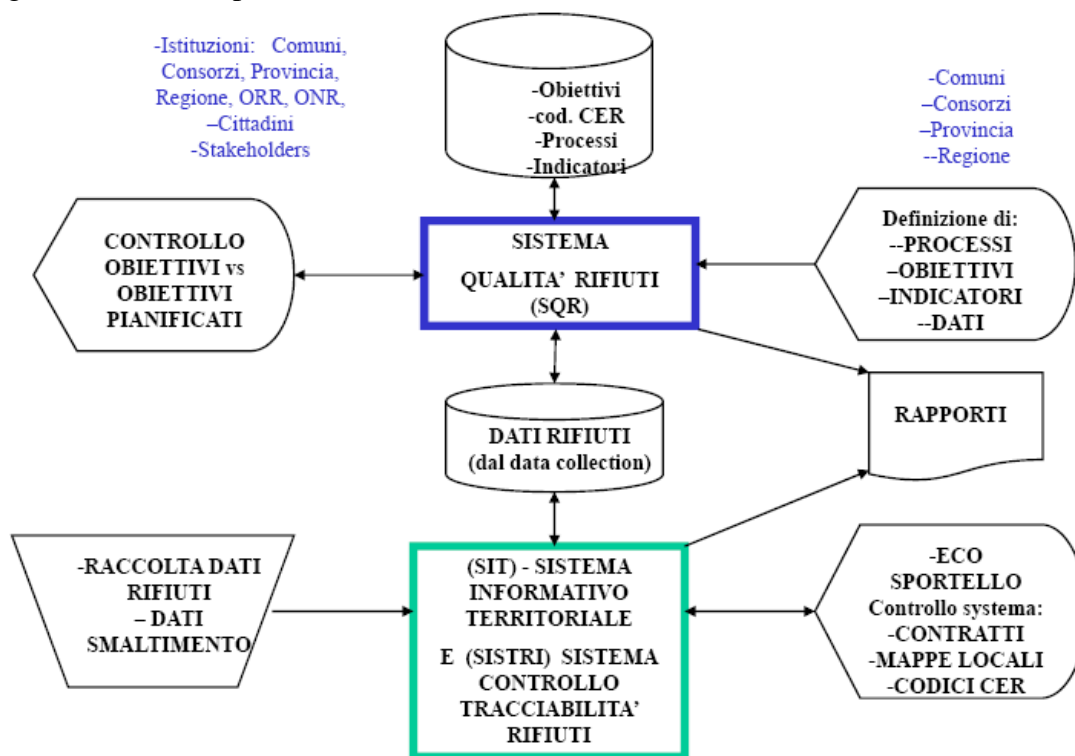 -Istituzioni: Comuni,
Consorzi, Provincia,
Regione, ORR, ONR,
–Cittadini
-Stakeholders
-Obiettivi
-cod. CER
-Processi
-Indicatori
-Comuni
–Consorzi
–Provincia
--Regione
CONTROLLO
OBIETTIVI vs
OBIETTIVI
PIANIFICATI
SISTEMA
QUALITA’ RIFIUTI
(SQR)
Definizione di:
--PROCESSI
–OBIETTIVI
–INDICATORI
--DATI
DATI RIFIUTI
(dal data collection)
RAPPORTI
-RACCOLTA DATI
RIFIUTI
– DATI
SMALTIMENTO
(SIT) - SISTEMA
INFORMATIVO
TERRITORIALE
E (SISTRI) SISTEMA
CONTROLLO
TRACCIABILITA’
RIFIUTI
-ECO
SPORTELLO
Controllo systema:
-CONTRATTI
-MAPPE LOCALI
-CODICI CER